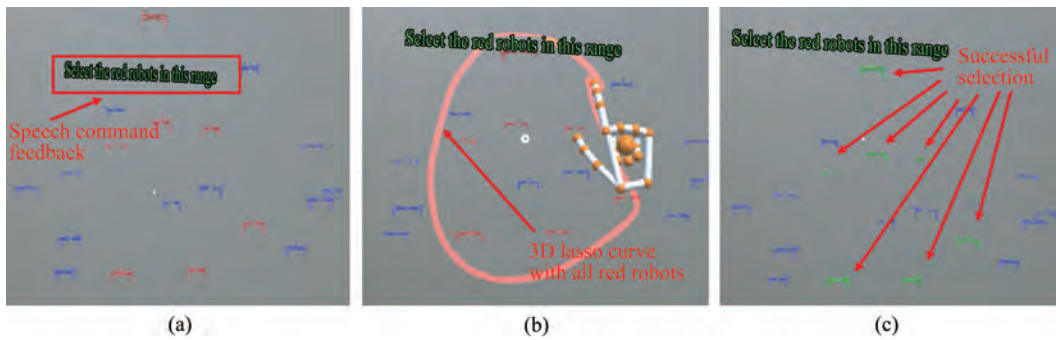 Select the red robots in this range
Speech command
feedback
(a)
Select the red robots in this range
3D lasso curve
with all red robots
(b)
Select the red robots in this range
Successful
selection
(c)